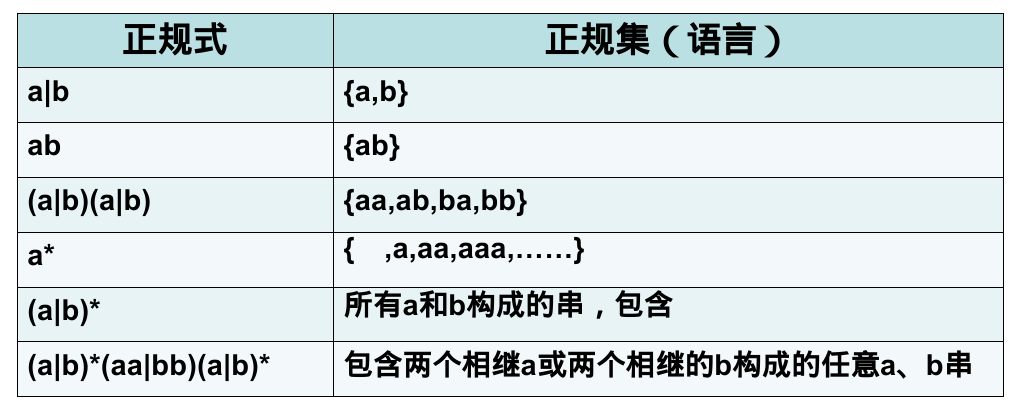 正规式 正规集（语言）
a|b {a,b}
ab {ab}
(a|b)(a|b) {aa,ab,ba,bb}
a* { ,a,aa,aaa,……}
(a|b)* 所有a和b构成的串，包含
(a|b)*(aa|bb)(a|b)* 包含两个相继a或两个相继的b构成的任意a、b串